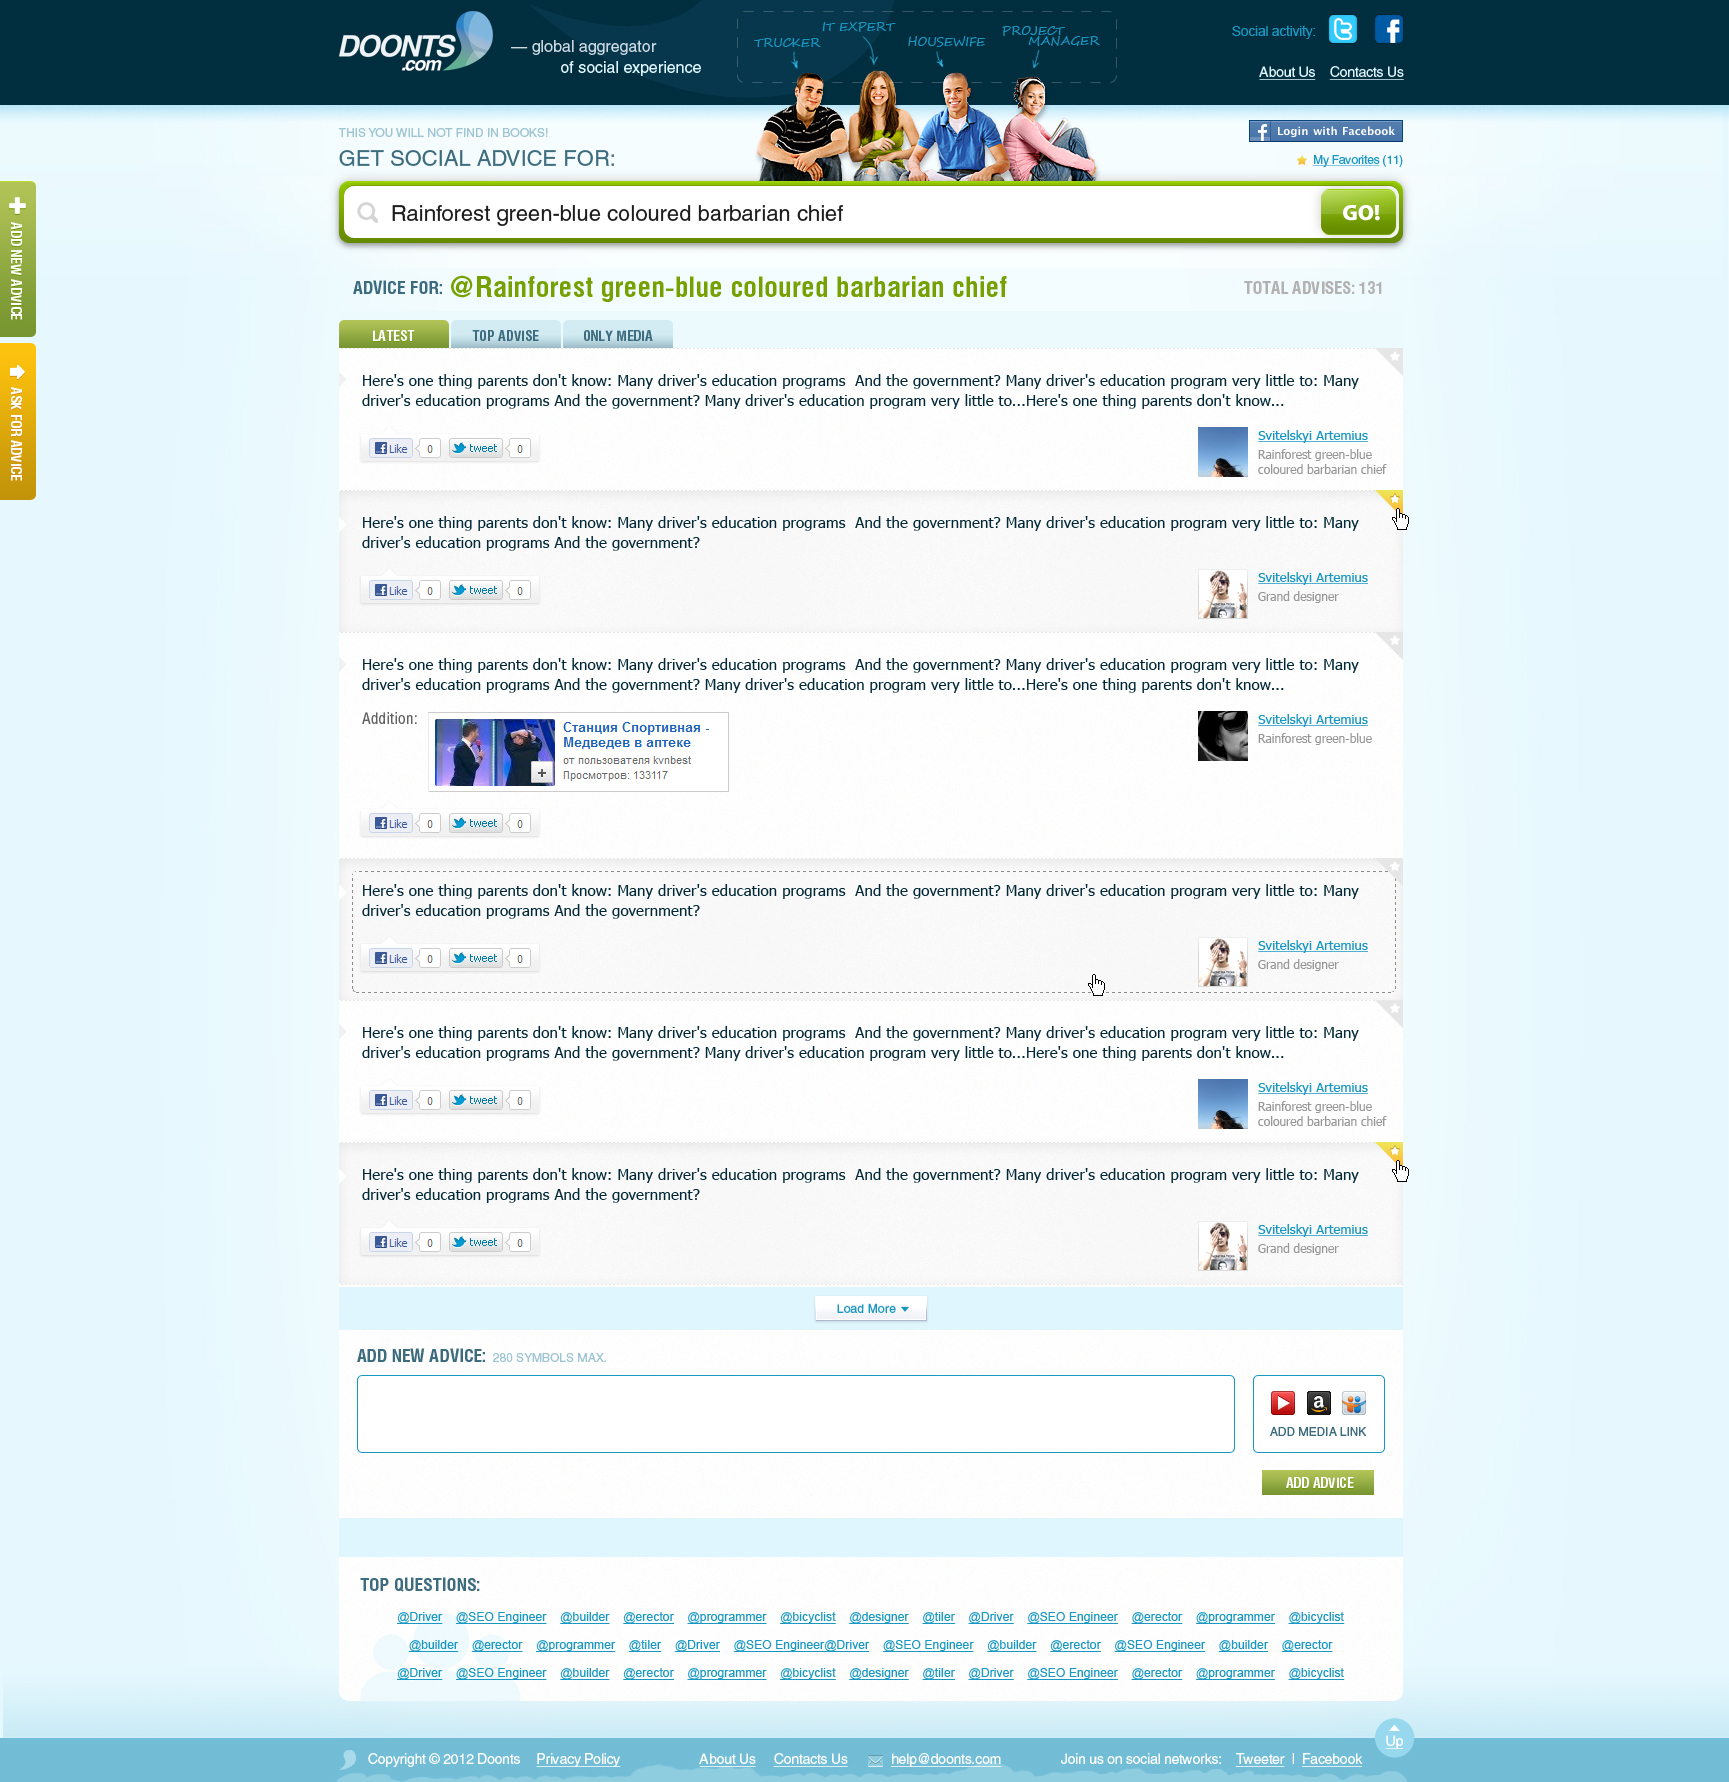 DOONTS
.com
— global aggregator
of social experience
TRUCKER
IT EXPERT
HOUSEWIFE
PROJECT
MANAGER
Social activity:
About Us Contacts Us
THIS YOU WILL NOT FIND IN BOOKS!
GET SOCIAL ADVICE FOR:
Login with Facebook
My Favorites (11)
ADD NEW ADVICE
ASK FOR ADVICE
Rainforest green-blue coloured barbarian chief
GO!
ADVICE FOR: @Rainforest green-blue coloured barbarian chief
TOTAL ADVISES: 131
LATEST TOP ADVISE ONLY MEDIA
Here's one thing parents don't know: Many driver's education programs And the government? Many driver's education program very little to: Many
driver's education programs And the government? Many driver's education program very little to...Here's one thing parents don't know...
Like 0 tweet 0
Svitelskyi Artemius
Rainforest green-blue
coloured barbarian chief
Here's one thing parents don't know: Many driver's education programs And the government? Many driver's education program very little to: Many
driver's education programs And the government?
Like 0 tweet 0
Svitelskyi Artemius
Grand designer
Here's one thing parents don't know: Many driver's education programs And the government? Many driver's education program very little to: Many
driver's education programs And the government? Many driver's education program very little to...Here's one thing parents don't know...
Addition:
Станция Спортивная -
Медведев в аптеке
от пользователя kvnbest
Просмотров: 133117
Svitelskyi Artemius
Rainforest green-blue
Like 0 tweet 0
Here's one thing parents don't know: Many driver's education programs And the government? Many driver's education program very little to: Many
driver's education programs And the government?
Like 0 tweet 0
Svitelskyi Artemius
Grand designer
Here's one thing parents don't know: Many driver's education programs And the government? Many driver's education program very little to: Many
driver's education programs And the government? Many driver's education program very little to...Here's one thing parents don't know...
Like 0 tweet 0
Svitelskyi Artemius
Rainforest green-blue
coloured barbarian chief
Here's one thing parents don't know: Many driver's education programs And the government? Many driver's education program very little to: Many
driver's education programs And the government?
Like 0 tweet 0
Svitelskyi Artemius
Grand designer
Load More
ADD NEW ADVICE: 280 SYMBOLS MAX.
ADD MEDIA LINK
ADD ADVICE
TOP QUESTIONS:
@Driver @SEO Engineer @builder @erector @programmer @bicyclist @designer @tiler @Driver @SEO Engineer @erector @programmer @bicyclist
@builder @erector @programmer @tiler @Driver @SEO Engineer@Driver @SEO Engineer @builder @erector @SEO Engineer @builder @erector
@Driver @SEO Engineer @builder @erector @programmer @bicyclist @designer @tiler @Driver @SEO Engineer @erector @programmer @bicyclist
Up
Copyright © 2012 Doonts Privacy Policy About Us Contacts Us help@doonts.com Join us on social networks: Tweeter | Facebook